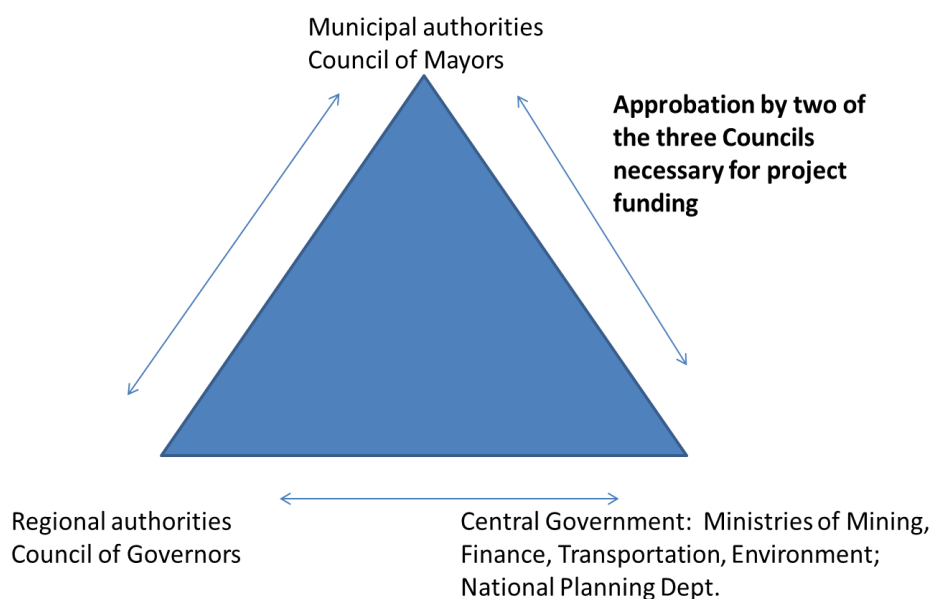 Municipal authorities
Council of Mayors
Approbation by two of
the three Councils
necessary for project
funding
Regional authorities
Council of Governors
Central Government:  Ministries of Mining,
Finance, Transportation, Environment;
National Planning Dept.